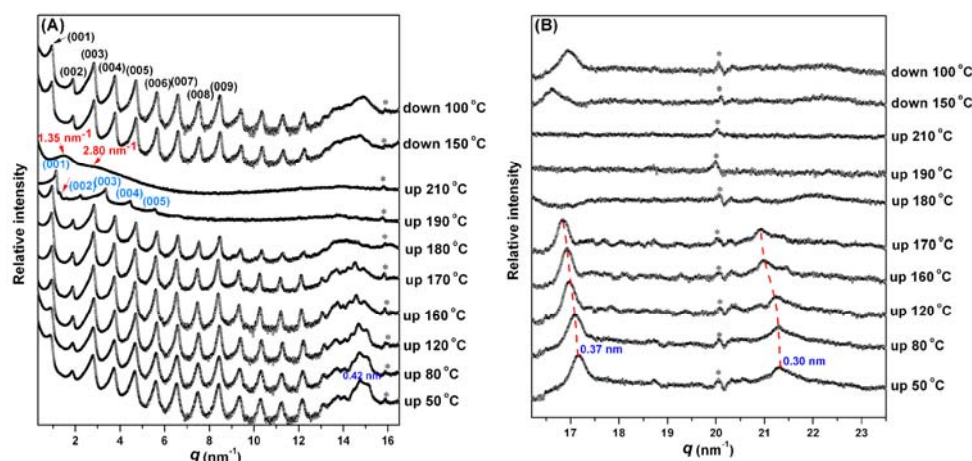 (A)
(001)
(002)
(003)
(004)
(005)
(006)
(007)
(008)
(009)
*
down 100 °C
down 150 °C
1.35 nm-1
2.80 nm-1
(001)
(002)
(003)
(004)
(005)
*
up 210 °C
*
up 190 °C
up 180 °C
*
up 170 °C
*
up 160 °C
*
up 120 °C
*
up 80 °C
0.42 nm
*
up 50 °C
Relative intensity
2 4 6 8 10 12 14 16
q (nm-1)
(B)
*
down 100 °C
*
down 150 °C
*
up 210 °C
*
up 190 °C
up 180 °C
*
up 170 °C
*
up 160 °C
*
up 120 °C
*
up 80 °C
0.37 nm
0.30 nm
*
up 50 °C
Relative intensity
17 18 19 20 21 22 23
q (nm-1)